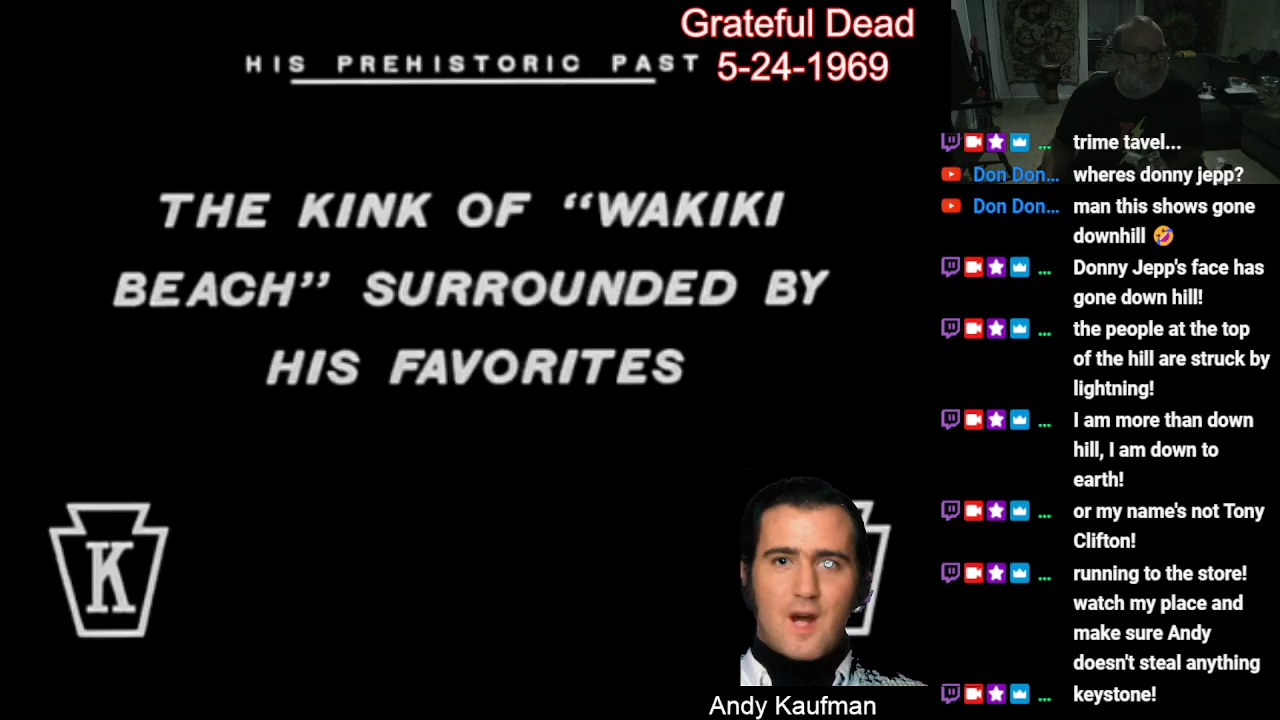 Grateful Dead
5-24-1969
HIS PREHISTORIC PAST
THE KINK OF “WAKIKI
BEACH” SURROUNDED BY
HIS FAVORITES
K
Andy Kaufman
... trime tavel...
Don Don... wheres donny jepp?
Don Don... man this shows gone
downhill 🤣
... Donny Jepp's face has
gone down hill!
... the people at the top
of the hill are struck by
lightning!
... I am more than down
hill, I am down to
earth!
... or my name's not Tony
Clifton!
... running to the store!
watch my place and
make sure Andy
doesn't steal anything
... keystone!